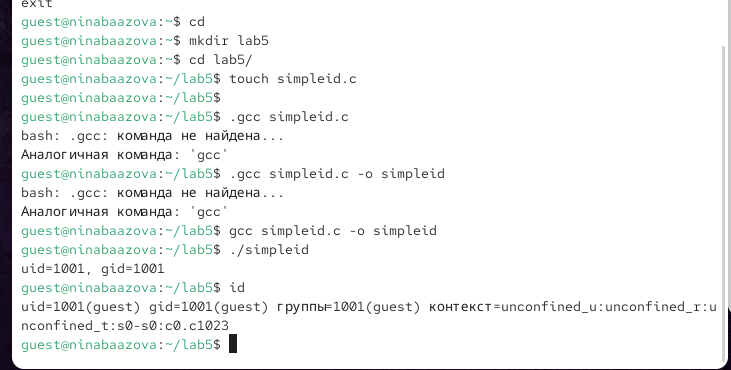 exit
guest@ninabaazova:~$ cd
guest@ninabaazova:~$ mkdir lab5
guest@ninabaazova:~$ cd lab5/
guest@ninabaazova:~/lab5$ touch simpleid.c
guest@ninabaazova:~/lab5$
guest@ninabaazova:~/lab5$ .gcc simpleid.c
bash: .gcc: команда не найдена...
Аналогичная команда: 'gcc'
guest@ninabaazova:~/lab5$ .gcc simpleid.c -o simpleid
bash: .gcc: команда не найдена...
Аналогичная команда: 'gcc'
guest@ninabaazova:~/lab5$ gcc simpleid.c -o simpleid
guest@ninabaazova:~/lab5$ ./simpleid
uid=1001, gid=1001
guest@ninabaazova:~/lab5$ id
uid=1001(guest) gid=1001(guest) группы=1001(guest) контекст=unconfined_u:unconfined_r:u
nconfined_t:s0-s0:c0.c1023
guest@ninabaazova:~/lab5$